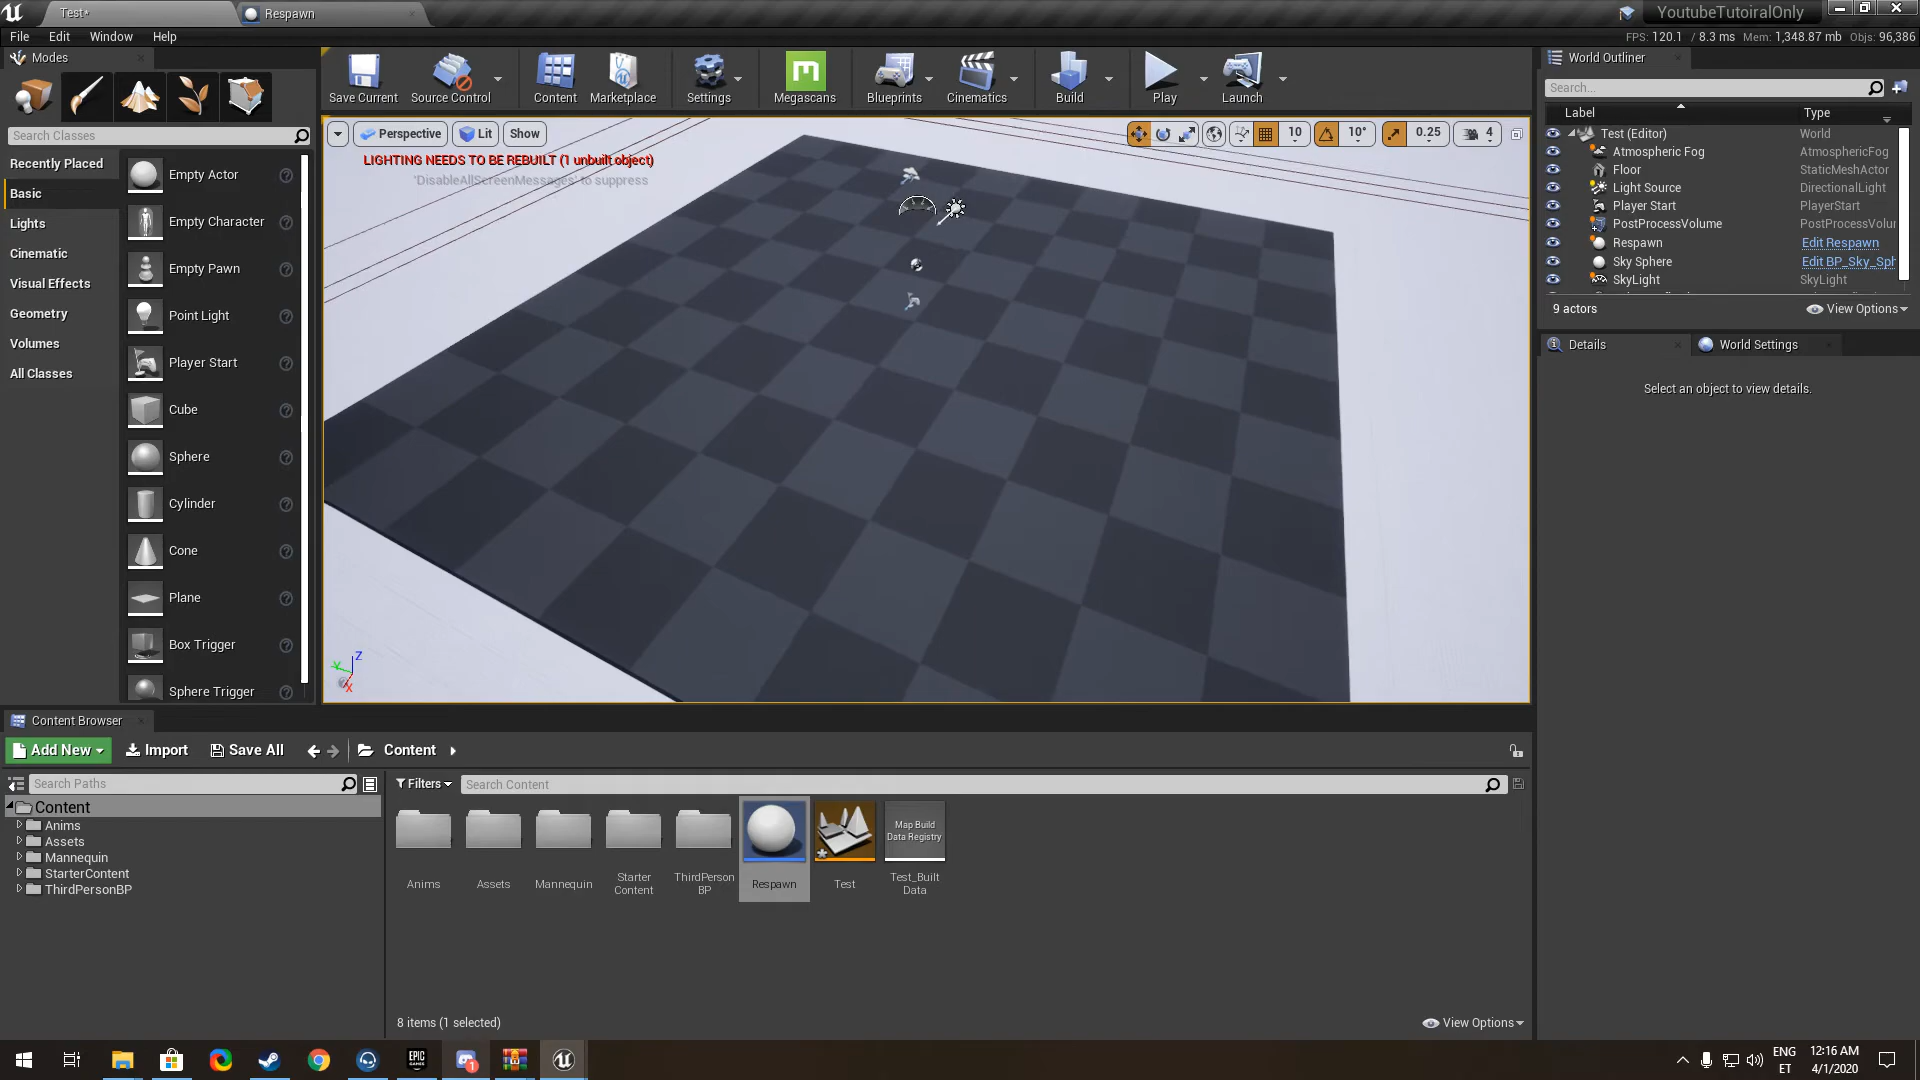 Test*
Respawn
YoutubeTutoiralOnly
File Edit Window Help
FPS: 120.1 / 8.3 ms Mem: 1,348.87 mb Objs: 96,386
Modes
Search Classes
Recently Placed
Basic
Lights
Cinematic
Visual Effects
Geometry
Volumes
All Classes
Empty Actor
Empty Character
Empty Pawn
Point Light
Player Start
Cube
Sphere
Cylinder
Cone
Plane
Box Trigger
Sphere Trigger
Save Current
Source Control
Content
Marketplace
Settings
Megascans
Blueprints
Cinematics
Build
Play
Launch
Perspective Lit Show
10 10° 0.25 4
LIGHTING NEEDS TO BE REBUILT (1 unbuilt object)
'DisableAllScreenMessages' to suppress
Z
Y
X
World Outliner
Search...
Label Type
Test (Editor) World
Atmospheric Fog AtmosphericFog
Floor StaticMeshActor
Light Source DirectionalLight
Player Start PlayerStart
PostProcessVolume PostProcessVolur
Respawn Edit Respawn
Sky Sphere Edit BP_Sky_Sph
SkyLight SkyLight
9 actors View Options
Details
World Settings
Select an object to view details.
Content Browser
Add New Import Save All Content
Search Paths
Content
Anims
Assets
Mannequin
StarterContent
ThirdPersonBP
Filters
Search Content
Anims
Assets
Mannequin
Starter
Content
ThirdPerson
BP
Respawn
Test
Map Build
Data Registry
Test_Built
Data
8 items (1 selected)
View Options
EPIC
GAMES
1
ENG
ET
12:16 AM
4/1/2020